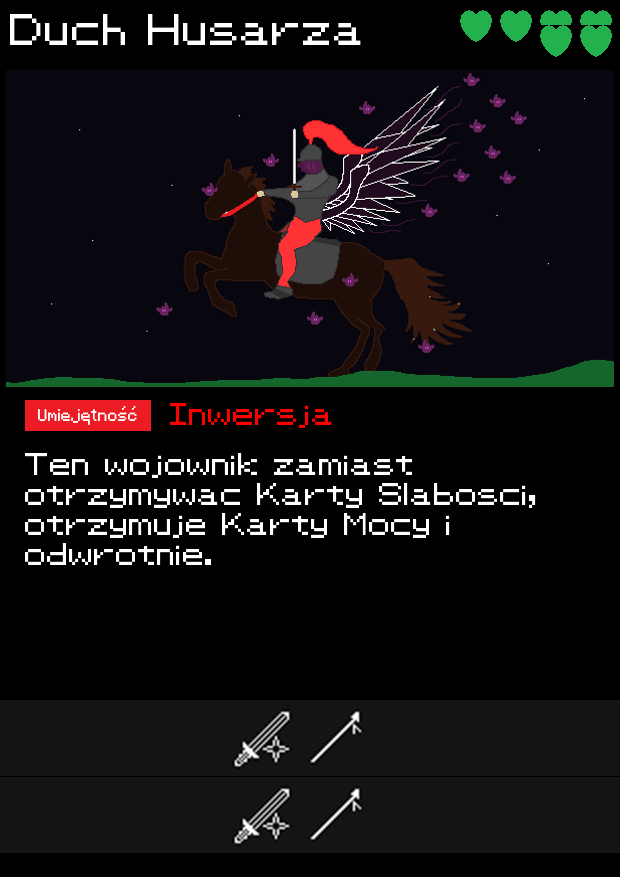 Duch Husarza
Umiejętność Inwersja
Ten wojownik zamiast
otrzymywac Karty Slabosci,
otrzymuje Karty Mocy i
odwrotnie.